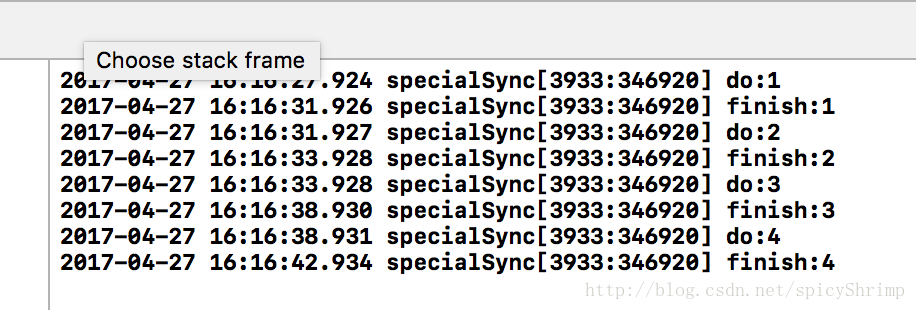 Choose stack frame
2017-04-27 16:16:27.924 specialSync[3933:346920] do:1
2017-04-27 16:16:31.926 specialSync[3933:346920] finish:1
2017-04-27 16:16:31.927 specialSync[3933:346920] do:2
2017-04-27 16:16:33.928 specialSync[3933:346920] finish:2
2017-04-27 16:16:33.928 specialSync[3933:346920] do:3
2017-04-27 16:16:38.930 specialSync[3933:346920] finish:3
2017-04-27 16:16:38.931 specialSync[3933:346920] do:4
2017-04-27 16:16:42.934 specialSync[3933:346920] finish:4
http://blog.csdn.net/spicyShrimp